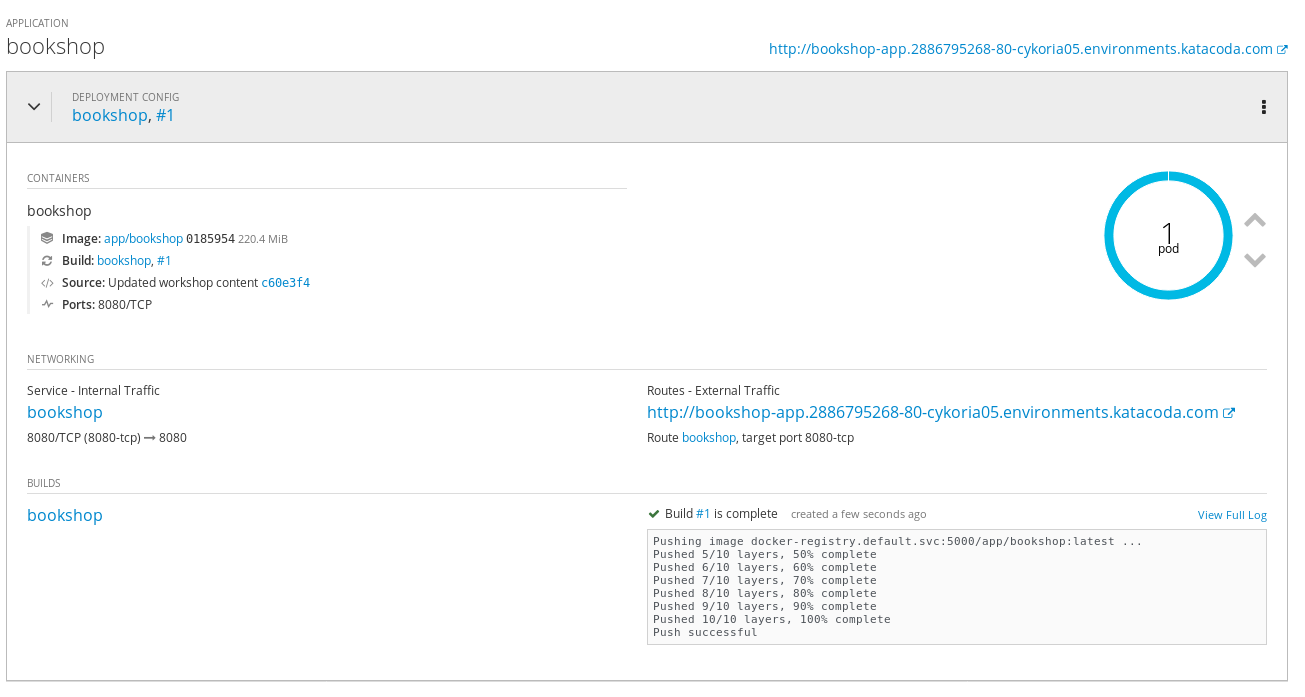 APPLICATION
bookshop
http://bookshop-app.2886795268-80-cykoria05.environments.katacoda.com
DEPLOYMENT CONFIG
bookshop, #1
CONTAINERS
bookshop
Image: app/bookshop 0185954 220.4 MiB
Build: bookshop, #1
Source: Updated workshop content c60e3f4
Ports: 8080/TCP
1
pod
NETWORKING
Service - Internal Traffic
bookshop
8080/TCP (8080-tcp) → 8080
Routes - External Traffic
http://bookshop-app.2886795268-80-cykoria05.environments.katacoda.com
Route bookshop, target port 8080-tcp
BUILDS
bookshop
Build #1 is complete created a few seconds ago
View Full Log
Pushing image docker-registry.default.svc:5000/app/bookshop:latest ...
Pushed 5/10 layers, 50% complete
Pushed 6/10 layers, 60% complete
Pushed 7/10 layers, 70% complete
Pushed 8/10 layers, 80% complete
Pushed 9/10 layers, 90% complete
Pushed 10/10 layers, 100% complete
Push successful